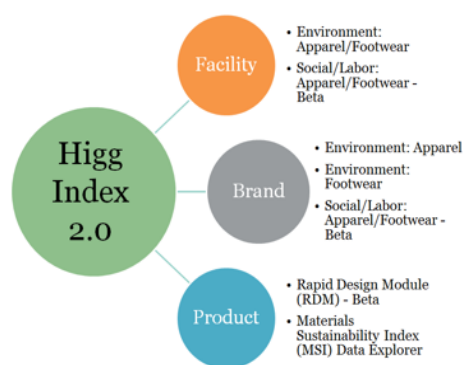 Higg
Index
2.0
Facility
• Environment:
Apparel/Footwear
• Social/Labor:
Apparel/Footwear -
Beta
Brand
• Environment: Apparel
• Environment:
Footwear
• Social/Labor:
Apparel/Footwear -
Beta
Product
• Rapid Design Module
(RDM) - Beta
• Materials
Sustainability Index
(MSI) Data Explorer